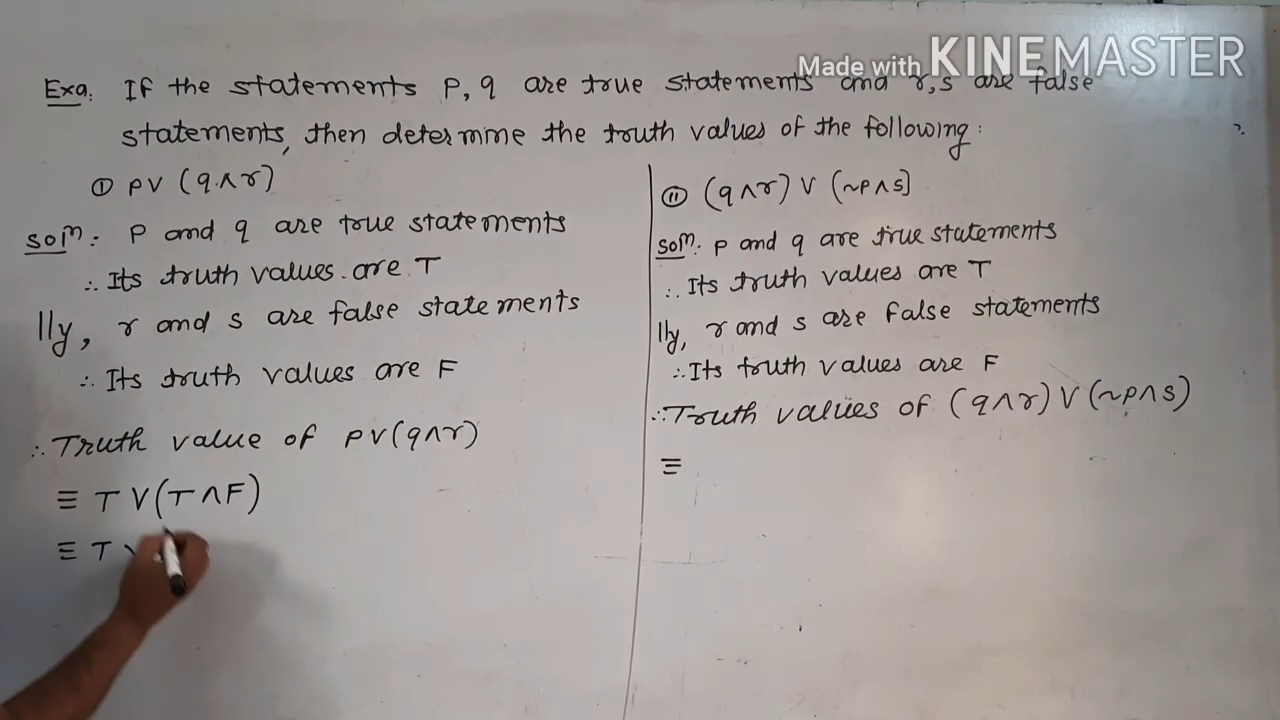 Made with KINEMASTER
Exa. If the statements p, q are true statements and r, s are false
statements, then determine the truth values of the following:
① p∨ (q∧r)
Solⁿ: P and q are true statements
∴ Its truth values are T
lly, r and s are false statements
∴ Its truth values are F
∴ Truth value of p∨(q∧r)
≡ T ∨ (T ∧ F)
≡ T ∨
(ii) (q∧r) ∨ (~p∧s]
Solⁿ: p and q are true statements
∴ Its truth values are T
lly, r and s are false statements
∴ Its truth values are F
∴ Truth values of (q∧r) ∨ (~p∧s)
≡